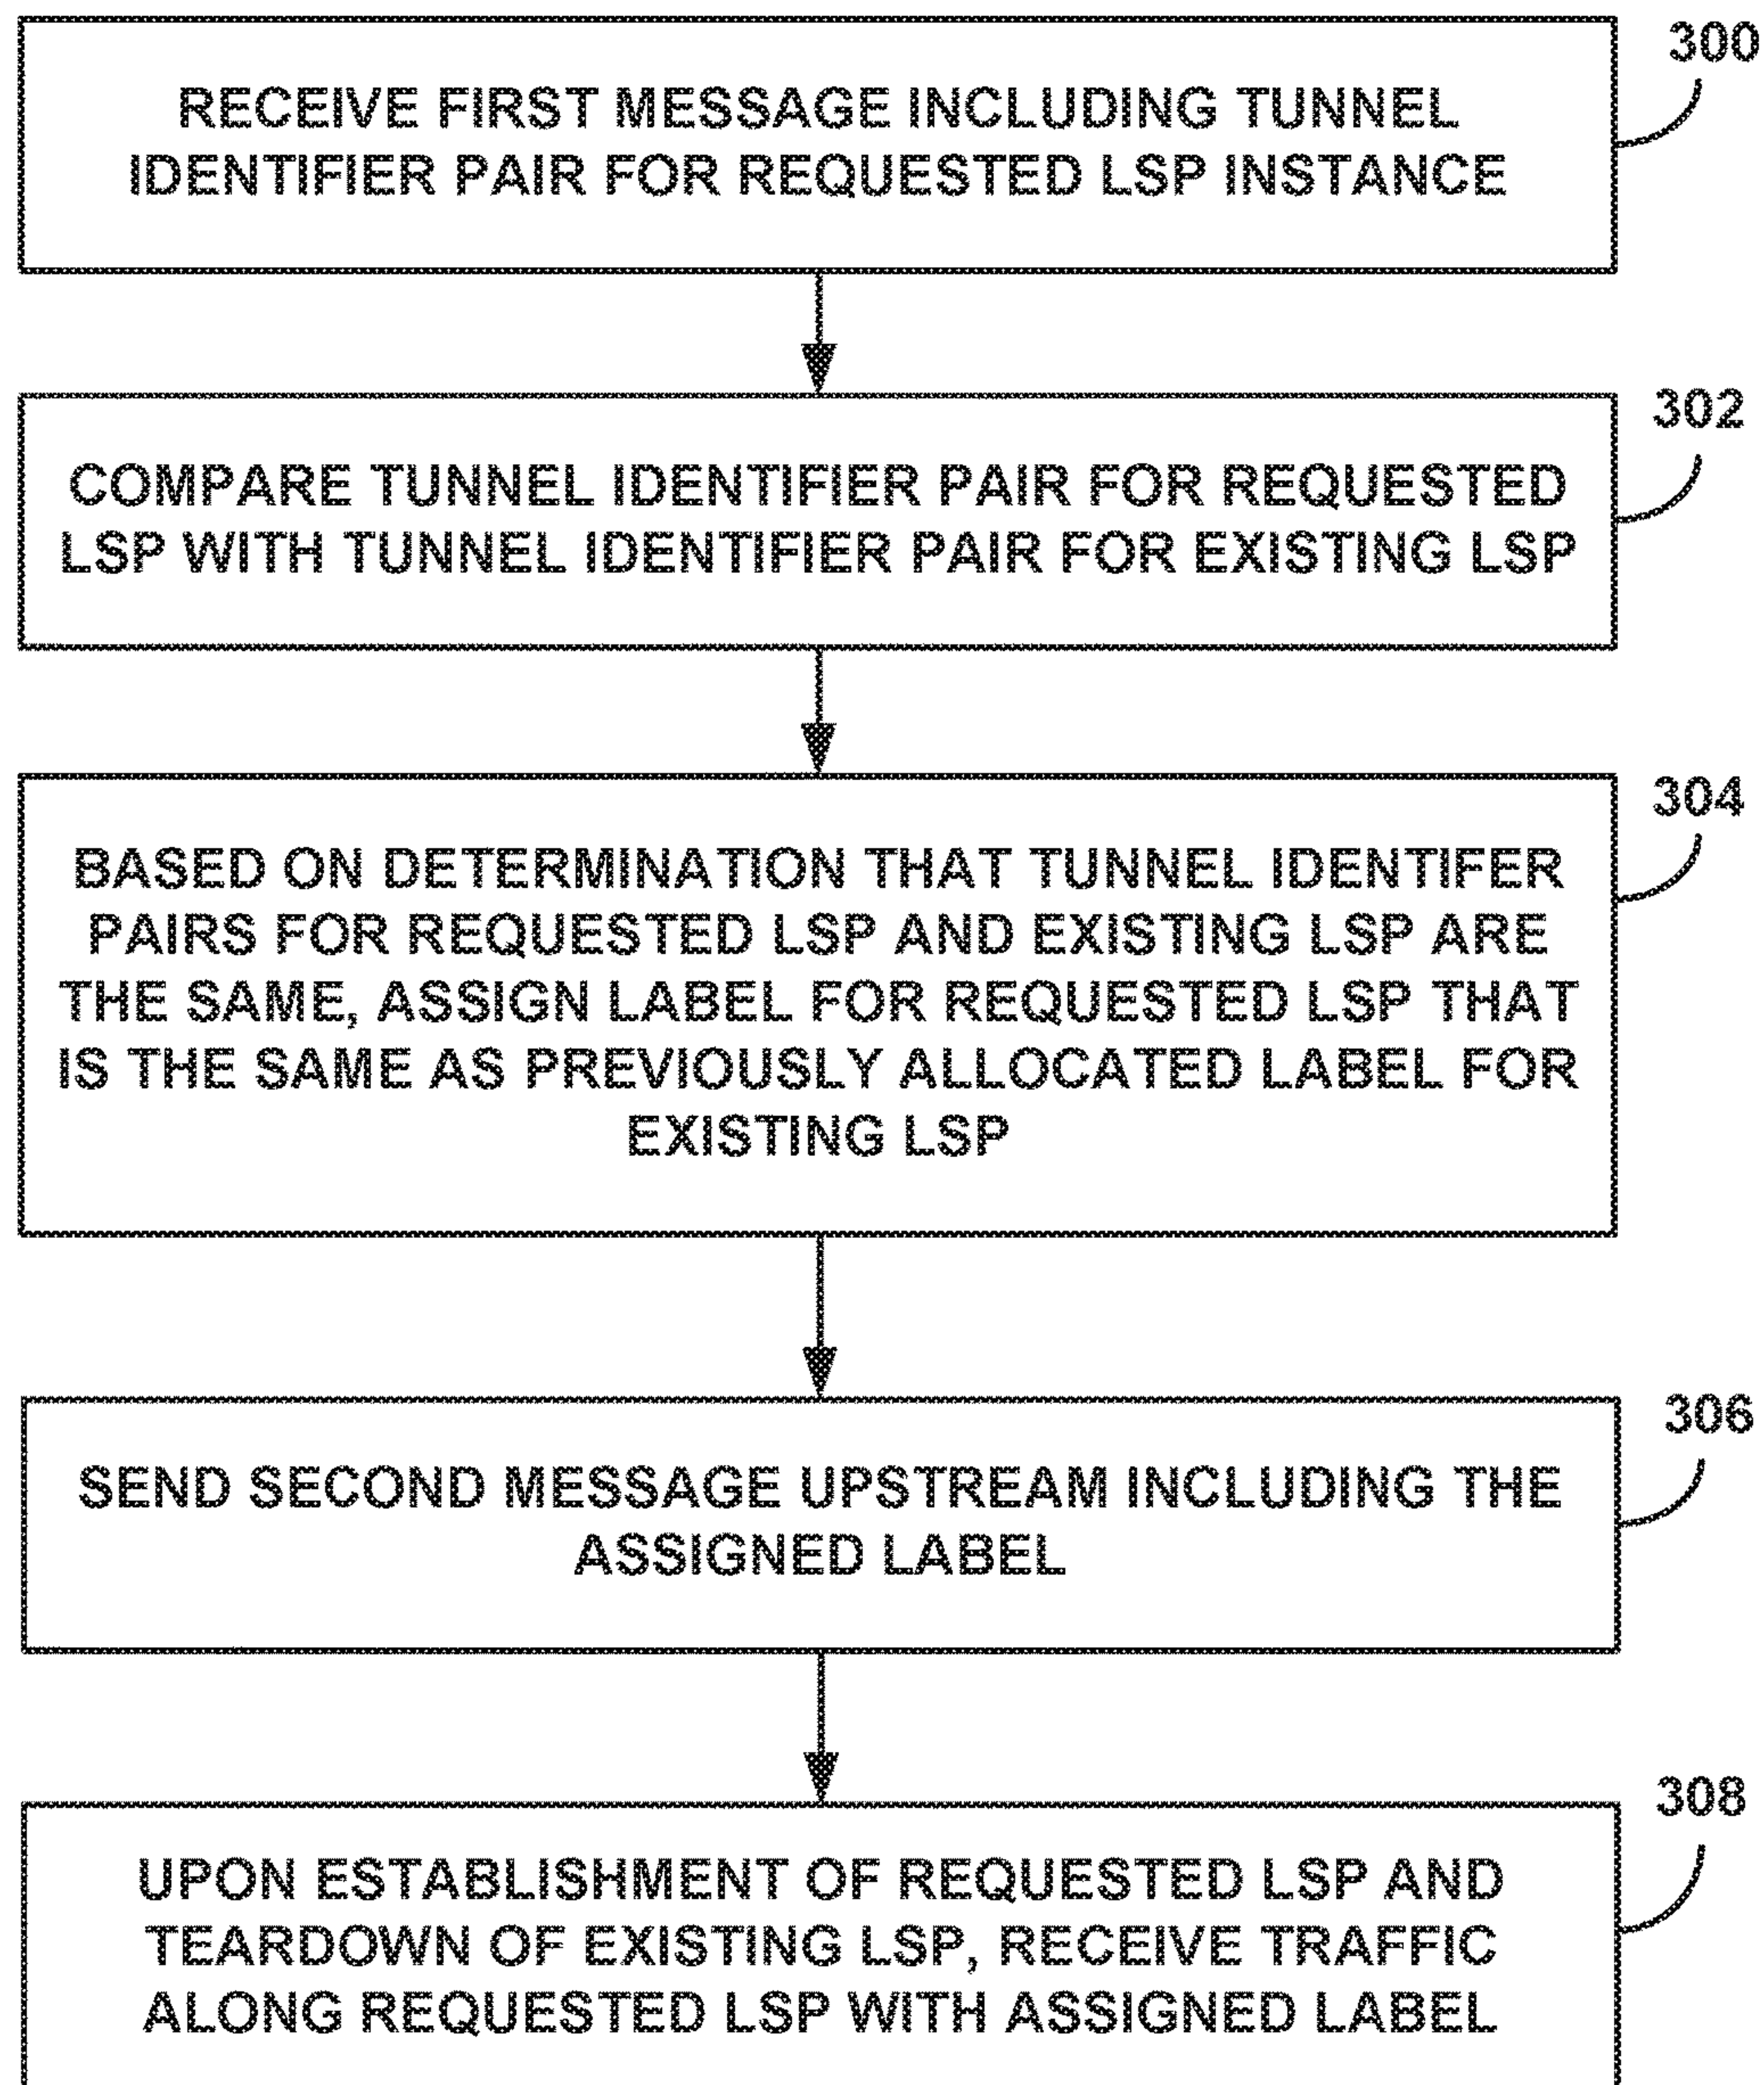 300
RECEIVE FIRST MESSAGE INCLUDING TUNNEL
IDENTIFIER PAIR FOR REQUESTED LSP INSTANCE
302
COMPARE TUNNEL IDENTIFIER PAIR FOR REQUESTED
LSP WITH TUNNEL IDENTIFIER PAIR FOR EXISTING LSP
304
BASED ON DETERMINATION THAT TUNNEL IDENTIFER
PAIRS FOR REQUESTED LSP AND EXISTING LSP ARE
THE SAME, ASSIGN LABEL FOR REQUESTED LSP THAT
IS THE SAME AS PREVIOUSLY ALLOCATED LABEL FOR
EXISTING LSP
306
SEND SECOND MESSAGE UPSTREAM INCLUDING THE
ASSIGNED LABEL
308
UPON ESTABLISHMENT OF REQUESTED LSP AND
TEARDOWN OF EXISTING LSP, RECEIVE TRAFFIC
ALONG REQUESTED LSP WITH ASSIGNED LABEL